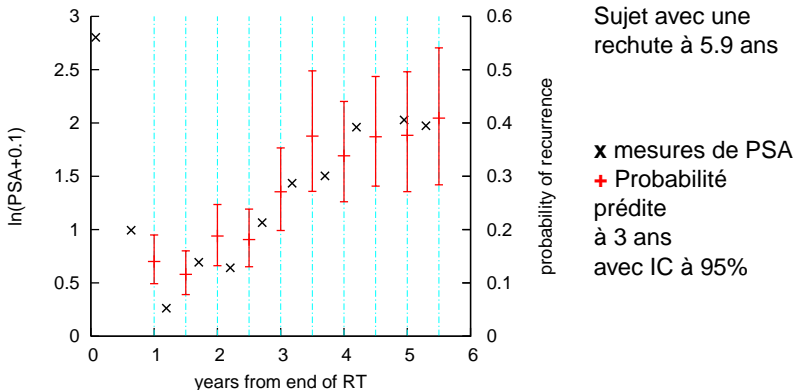 3
2.5
2
1.5
1
0.5
0
ln(PSA+0.1)
0 1 2 3 4 5 6
years from end of RT
0.6
0.5
0.4
0.3
0.2
0.1
0
probability of recurrence
Sujet avec une
rechute à 5.9 ans
x mesures de PSA
+ Probabilité
prédite
à 3 ans
avec IC à 95%